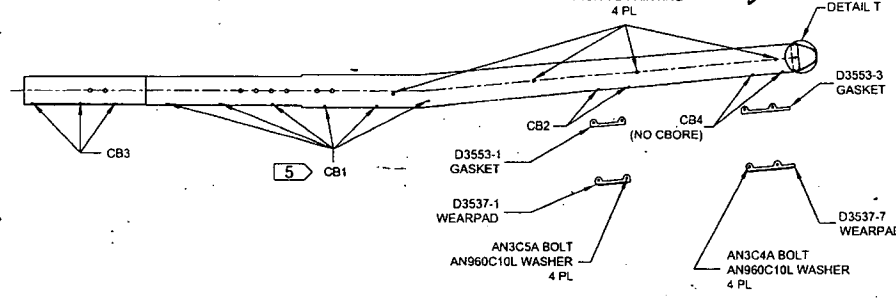 4 PL
DETAIL T
D3553-3
GASKET
CB2
CB4
(NO CBORE)
CB3
5
CB1
D3553-1
GASKET
D3537-1
WEARPAD
D3537-7
WEARPAD
AN3C5A BOLT
AN960C10L WASHER
4 PL
AN3C4A BOLT
AN960C10L WASHER
4 PL